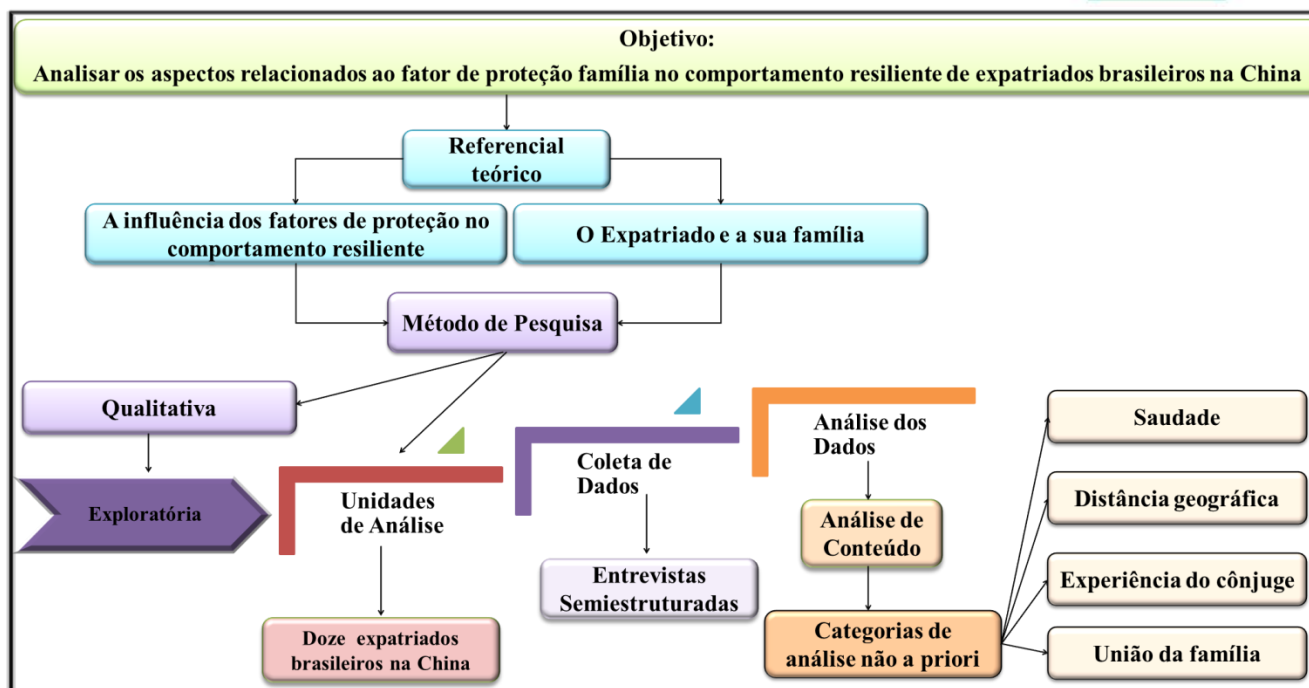 Objetivo:
Analisar os aspectos relacionados ao fator de proteção família no comportamento resiliente de expatriados brasileiros na China
Referencial
teórico
A influência dos fatores de proteção no
comportamento resiliente
O Expatriado e a sua família
Método de Pesquisa
Qualitativa
Exploratória
Unidades
de Análise
Doze expatriados
brasileiros na China
Coleta de
Dados
Entrevistas
Semiestruturadas
Análise dos
Dados
Análise de
Conteúdo
Categorias de
análise não a priori
Saudade
Distância geográfica
Experiência do cônjuge
União da família